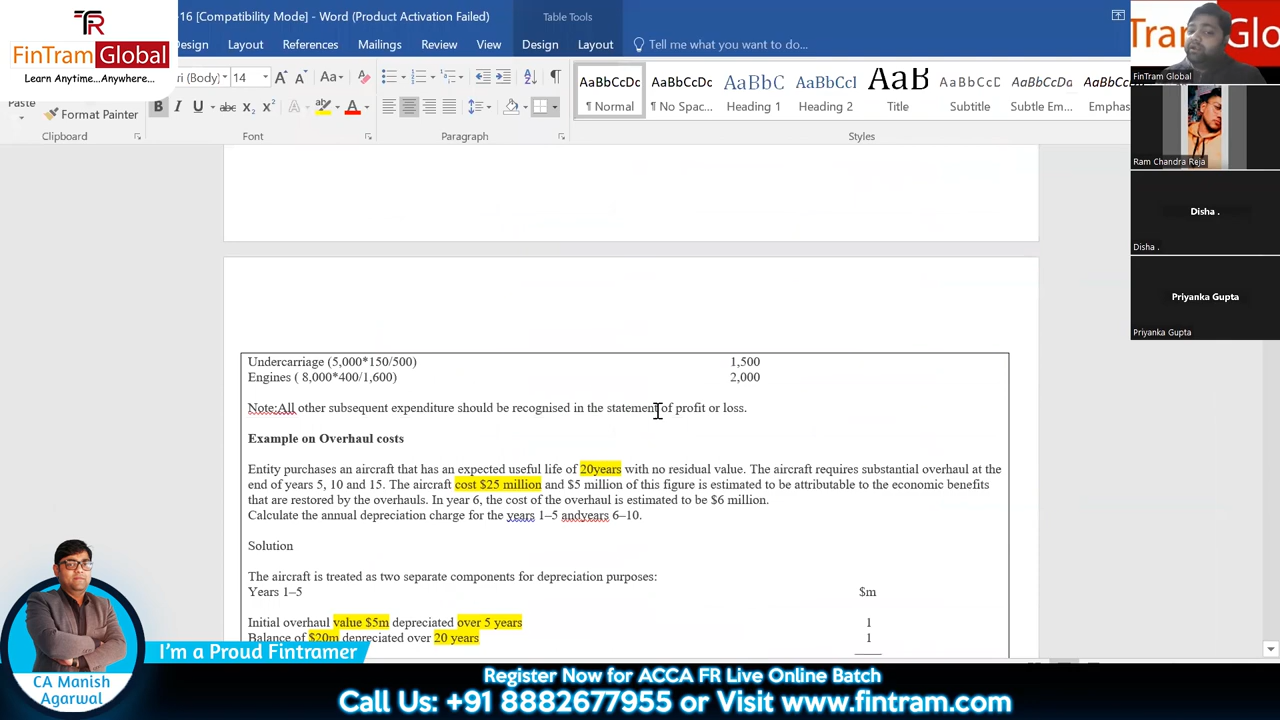 -16 [Compatibility Mode] - Word (Product Activation Failed)
Table Tools
TR
FinTram Global
Learn Anytime...Anywhere...
Design
Layout
References
Mailings
Review
View
Design
Layout
Tell me what you want to do...
ri (Body)
14
Paste
Format Painter
Clipboard
Font
Paragraph
AaBbCcDc
¶ Normal
AaBbCcDc
¶ No Spac...
AaBbC
Heading 1
AaBbCcI
Heading 2
AaB
Title
AaBbCcD
Subtitle
AaBbCcDc
Subtle Em...
AaBbCcDc
Emphas
Styles
Tra
Glo
FinTram Global
Ram Chandra Reja
Disha .
Disha .
Priyanka Gupta
Priyanka Gupta
Undercarriage (5,000*150/500) 1,500
Engines ( 8,000*400/1,600) 2,000
Note:All other subsequent expenditure should be recognised in the statement of profit or loss.
Example on Overhaul costs
Entity purchases an aircraft that has an expected useful life of 20years with no residual value. The aircraft requires substantial overhaul at the
end of years 5, 10 and 15. The aircraft cost $25 million and $5 million of this figure is estimated to be attributable to the economic benefits
that are restored by the overhauls. In year 6, the cost of the overhaul is estimated to be $6 million.
Calculate the annual depreciation charge for the years 1–5 andyears 6–10.
Solution
The aircraft is treated as two separate components for depreciation purposes:
Years 1–5 $m
Initial overhaul value $5m depreciated over 5 years 1
Balance of $20m depreciated over 20 years 1
I'm a Proud Fintramer
CA Manish
Agarwal
Register Now for ACCA FR Live Online Batch
Call Us: +91 8882677955 or Visit www.fintram.com